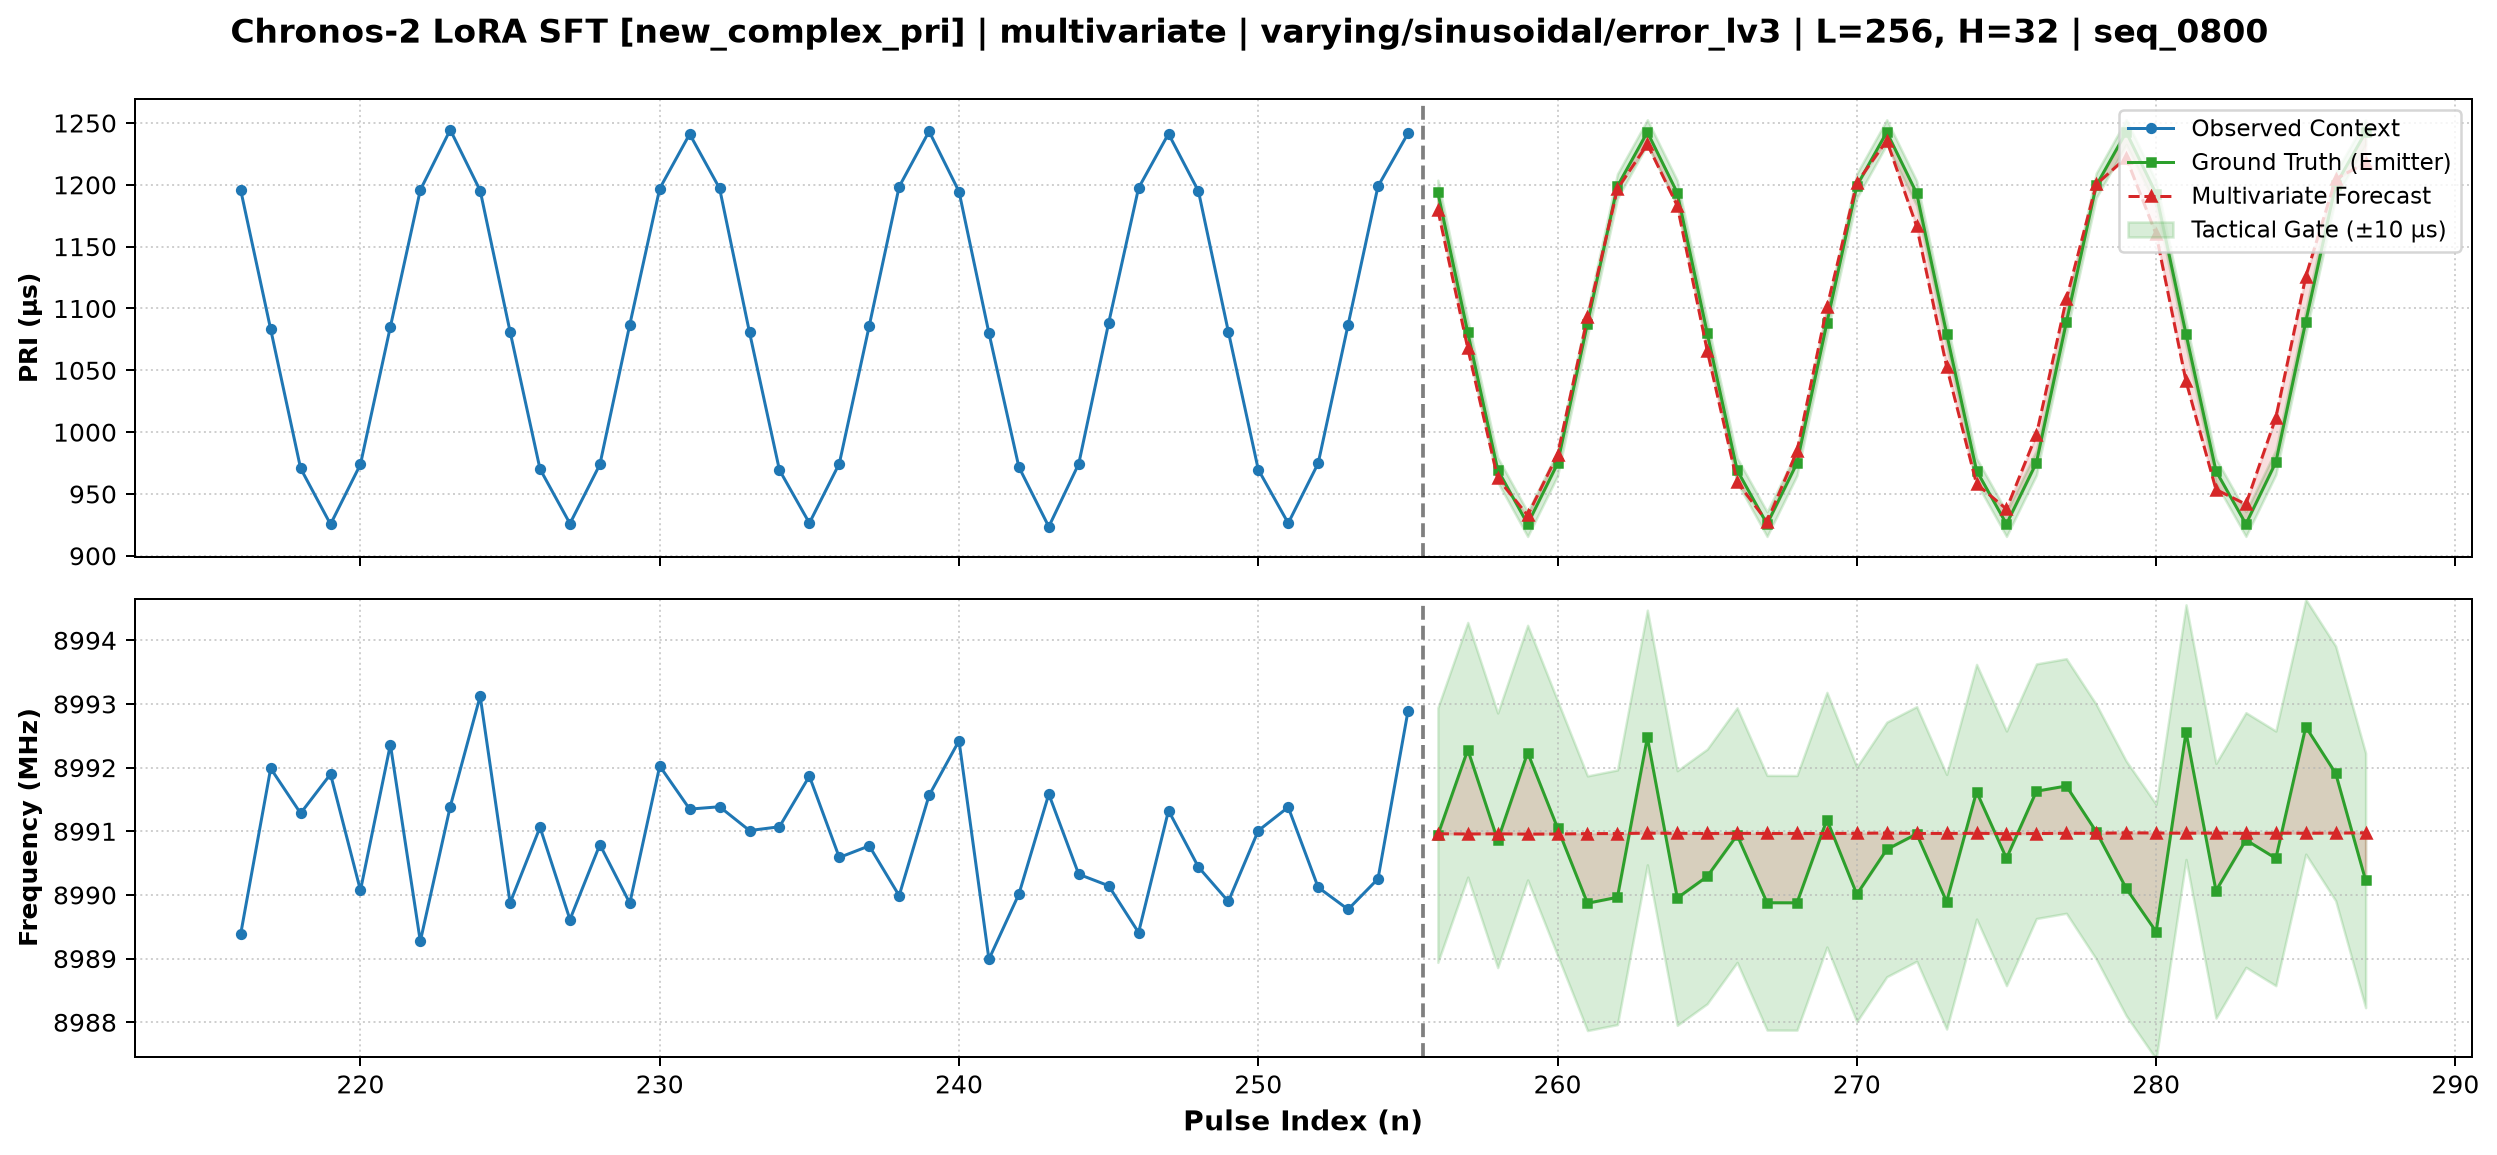 Chronos-2 LoRA SFT [new_complex_pri] | multivariate | varying/sinusoidal/error_lv3 | L=256, H=32 | seq_0800
PRI (µs)
1250
1200
1150
1100
1050
1000
950
900
Observed Context
Ground Truth (Emitter)
Multivariate Forecast
Tactical Gate (±10 µs)
Frequency (MHz)
8994
8993
8992
8991
8990
8989
8988
220
230
240
250
260
270
280
290
Pulse Index (n)